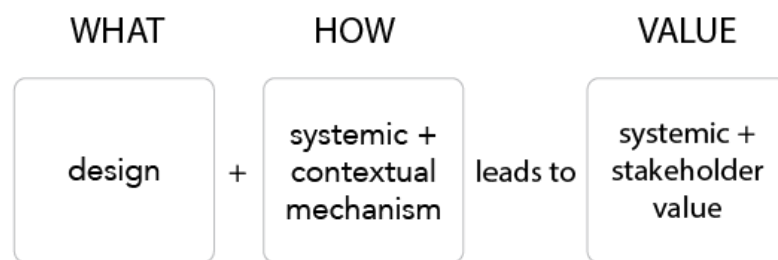 WHAT HOW VALUE
design + systemic + contextual mechanism leads to systemic + stakeholder value